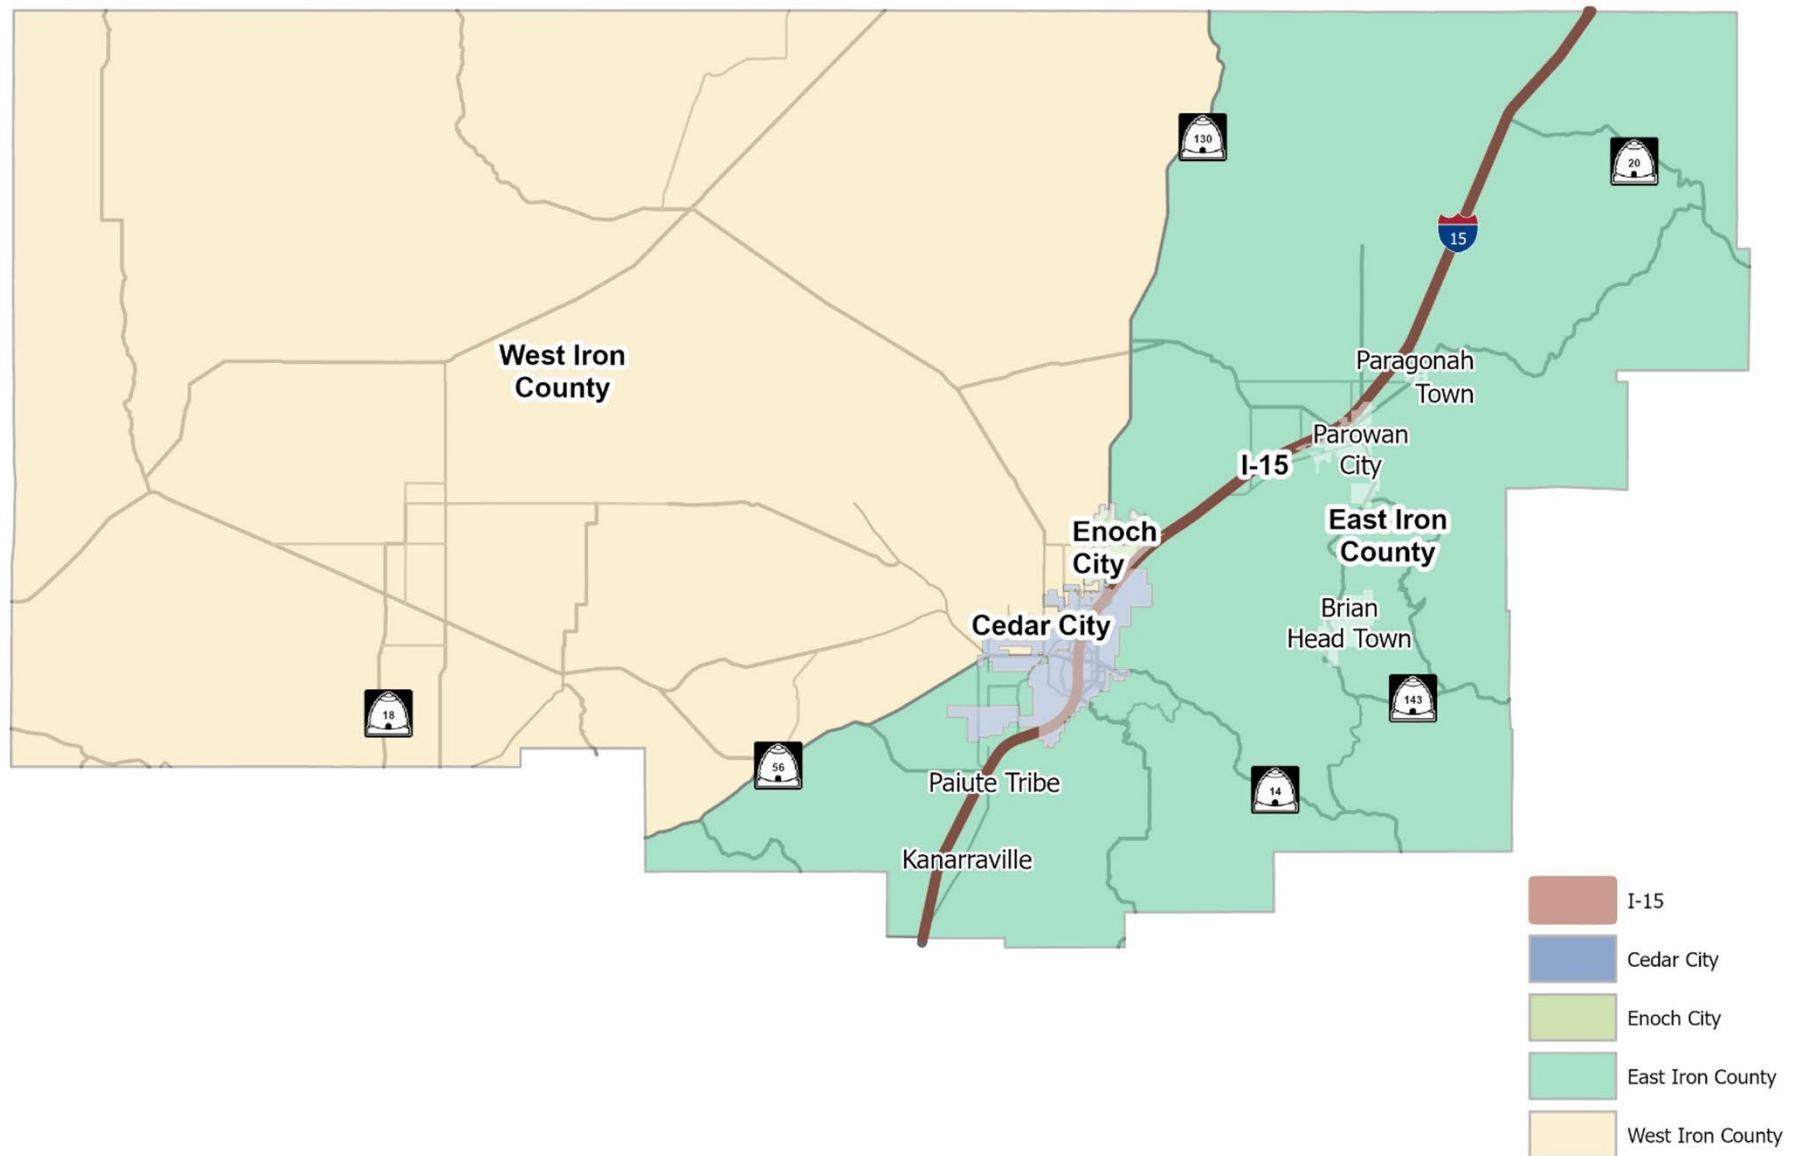 130
20
15
West Iron
County
Paragonah
Town
Parowan
City
I-15
East Iron
County
Enoch
City
Brian
Head Town
Cedar City
18
143
56
14
Paiute Tribe
Kanarraville
I-15
Cedar City
Enoch City
East Iron County
West Iron County